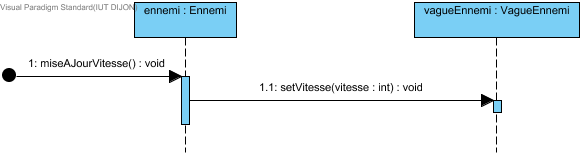 Visual Paradigm Standard(IUT DIJON
ennemi : Ennemi
vagueEnnemi : VagueEnnemi
1: miseAJourVitesse() : void
1.1: setVitesse(vitesse : int) : void